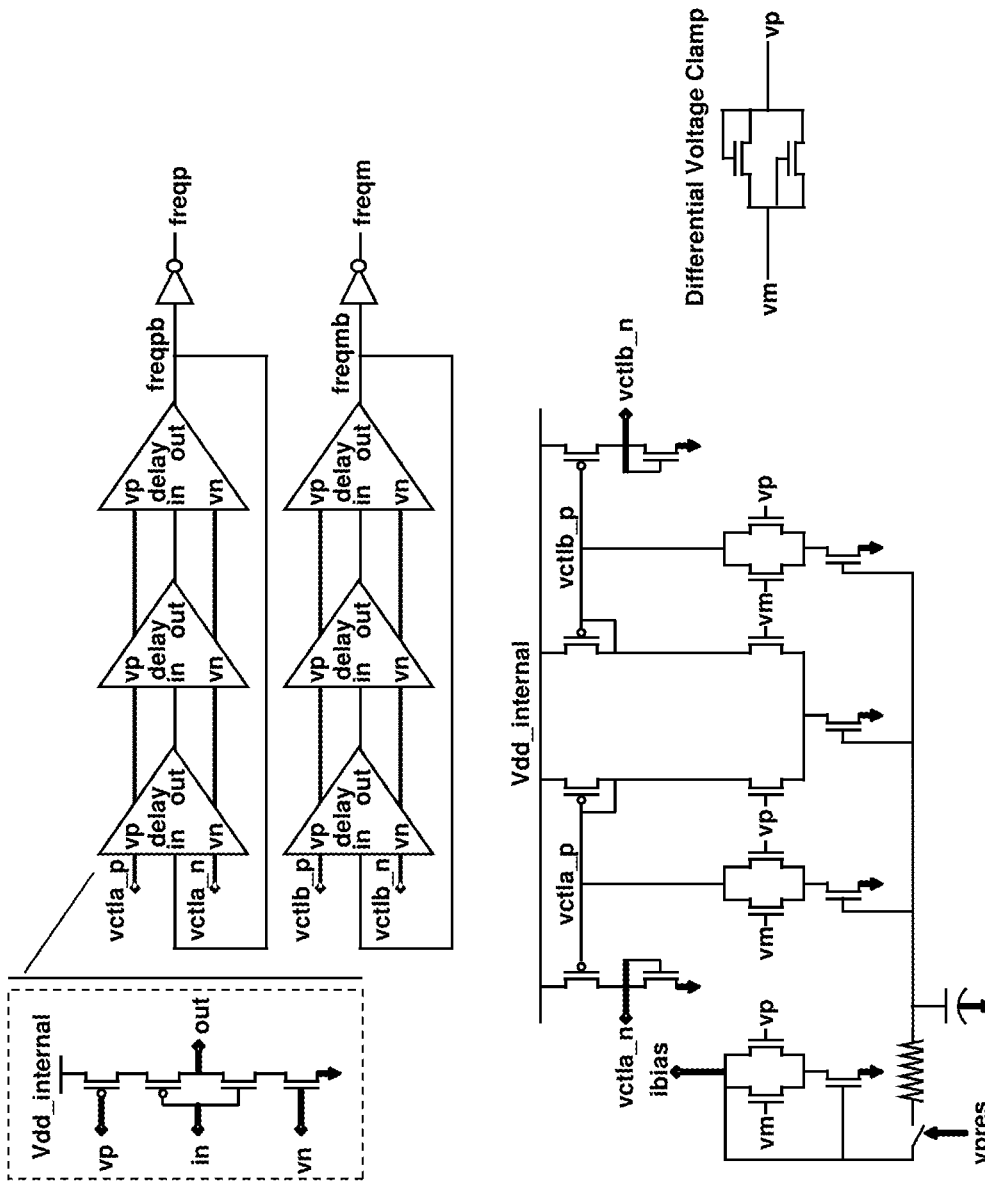 Vdd_internal
vp
in
vn
out
vctla_p
vctla_n
vp
delay
in
out
vn
vp
delay
in
out
vn
vp
delay
in
out
vn
freqpb
freqp
vctlb_p
vctlb_n
vp
delay
in
out
vn
vp
delay
in
out
vn
vp
delay
in
out
vn
freqmb
freqm
Vdd_internal
vctla_p
vctlb_p
vctla_n
vctlb_n
ibias
vm
vp
vm
vp
vp
vm
vm
vp
vpres
Differential Voltage Clamp
vm
vp